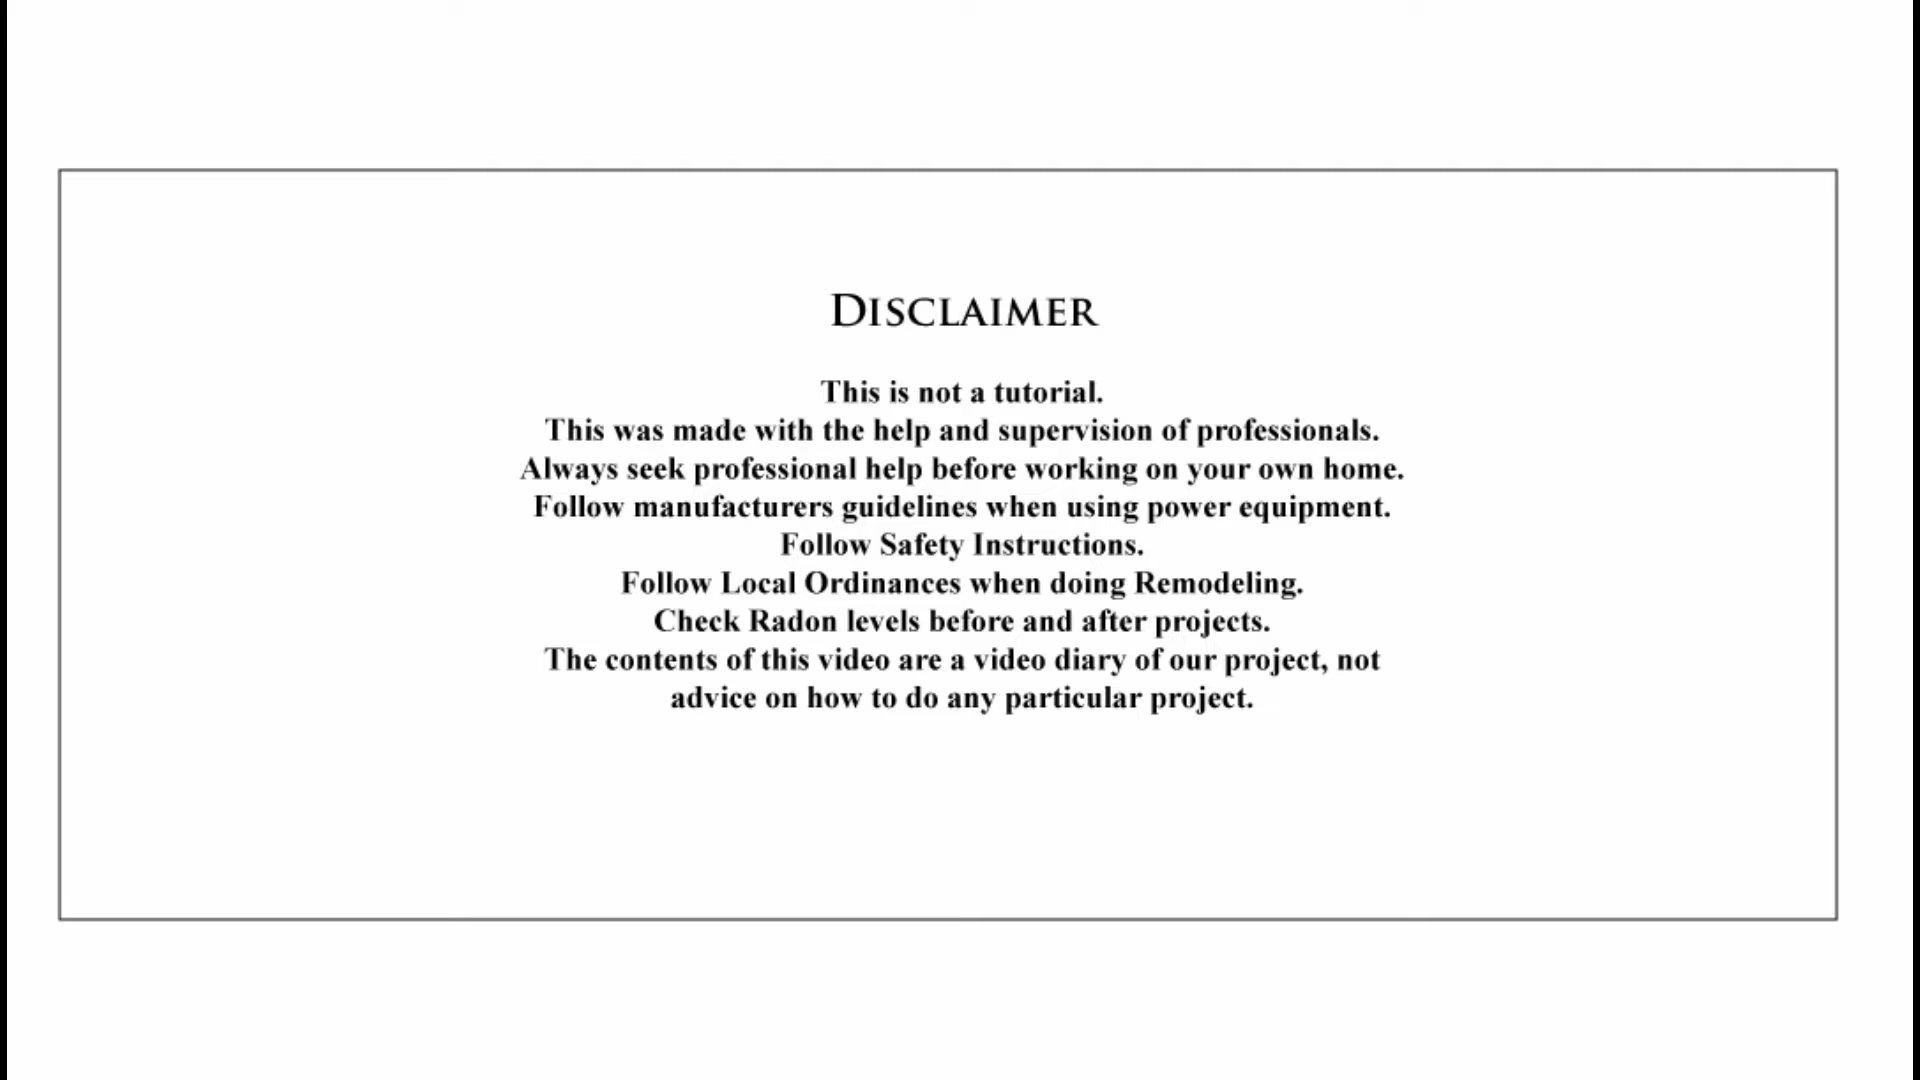 DISCLAIMER
This is not a tutorial.
This was made with the help and supervision of professionals.
Always seek professional help before working on your own home.
Follow manufacturers guidelines when using power equipment.
Follow Safety Instructions.
Follow Local Ordinances when doing Remodeling.
Check Radon levels before and after projects.
The contents of this video are a video diary of our project, not
advice on how to do any particular project.